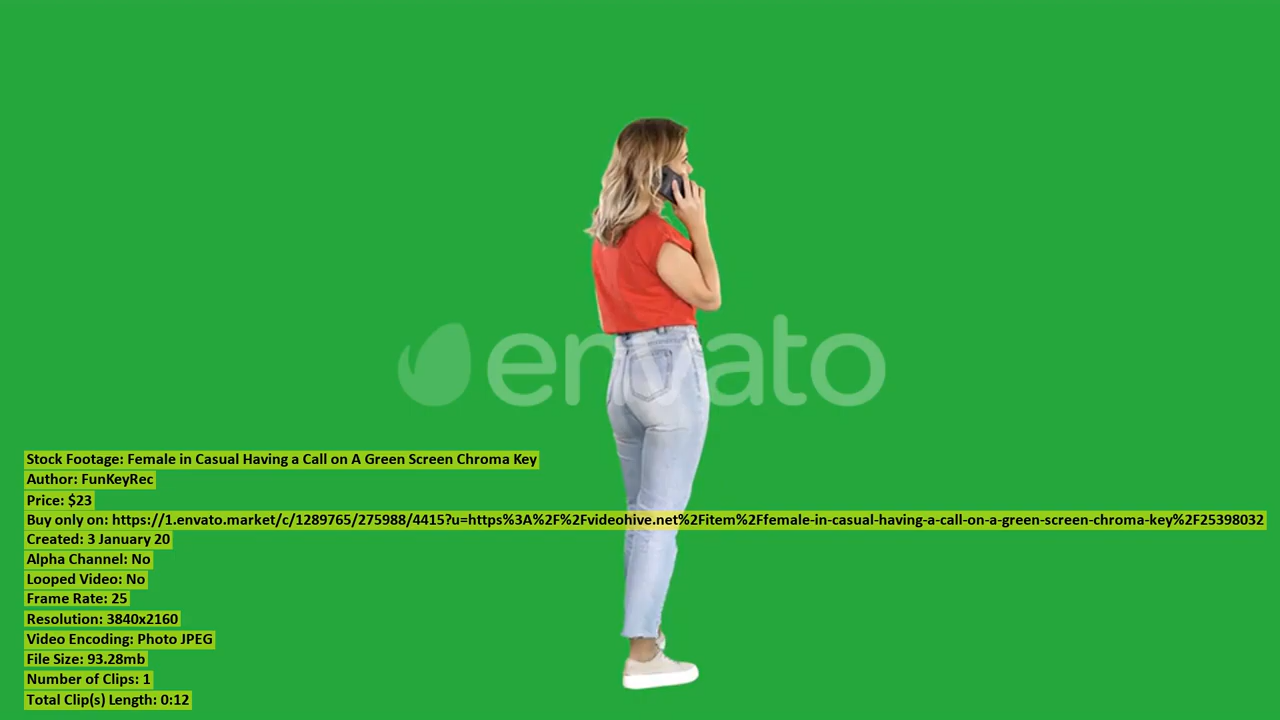 envato
Stock Footage: Female in Casual Having a Call on A Green Screen Chroma Key
Author: FunKeyRec
Price: $23
Buy only on: https://1.envato.market/c/1289765/275988/4415?u=https%3A%2F%2Fvideohive.net%2Fitem%2Ffemale-in-casual-having-a-call-on-a-green-screen-chroma-key%2F25398032
Created: 3 January 20
Alpha Channel: No
Looped Video: No
Frame Rate: 25
Resolution: 3840x2160
Video Encoding: Photo JPEG
File Size: 93.28mb
Number of Clips: 1
Total Clip(s) Length: 0:12